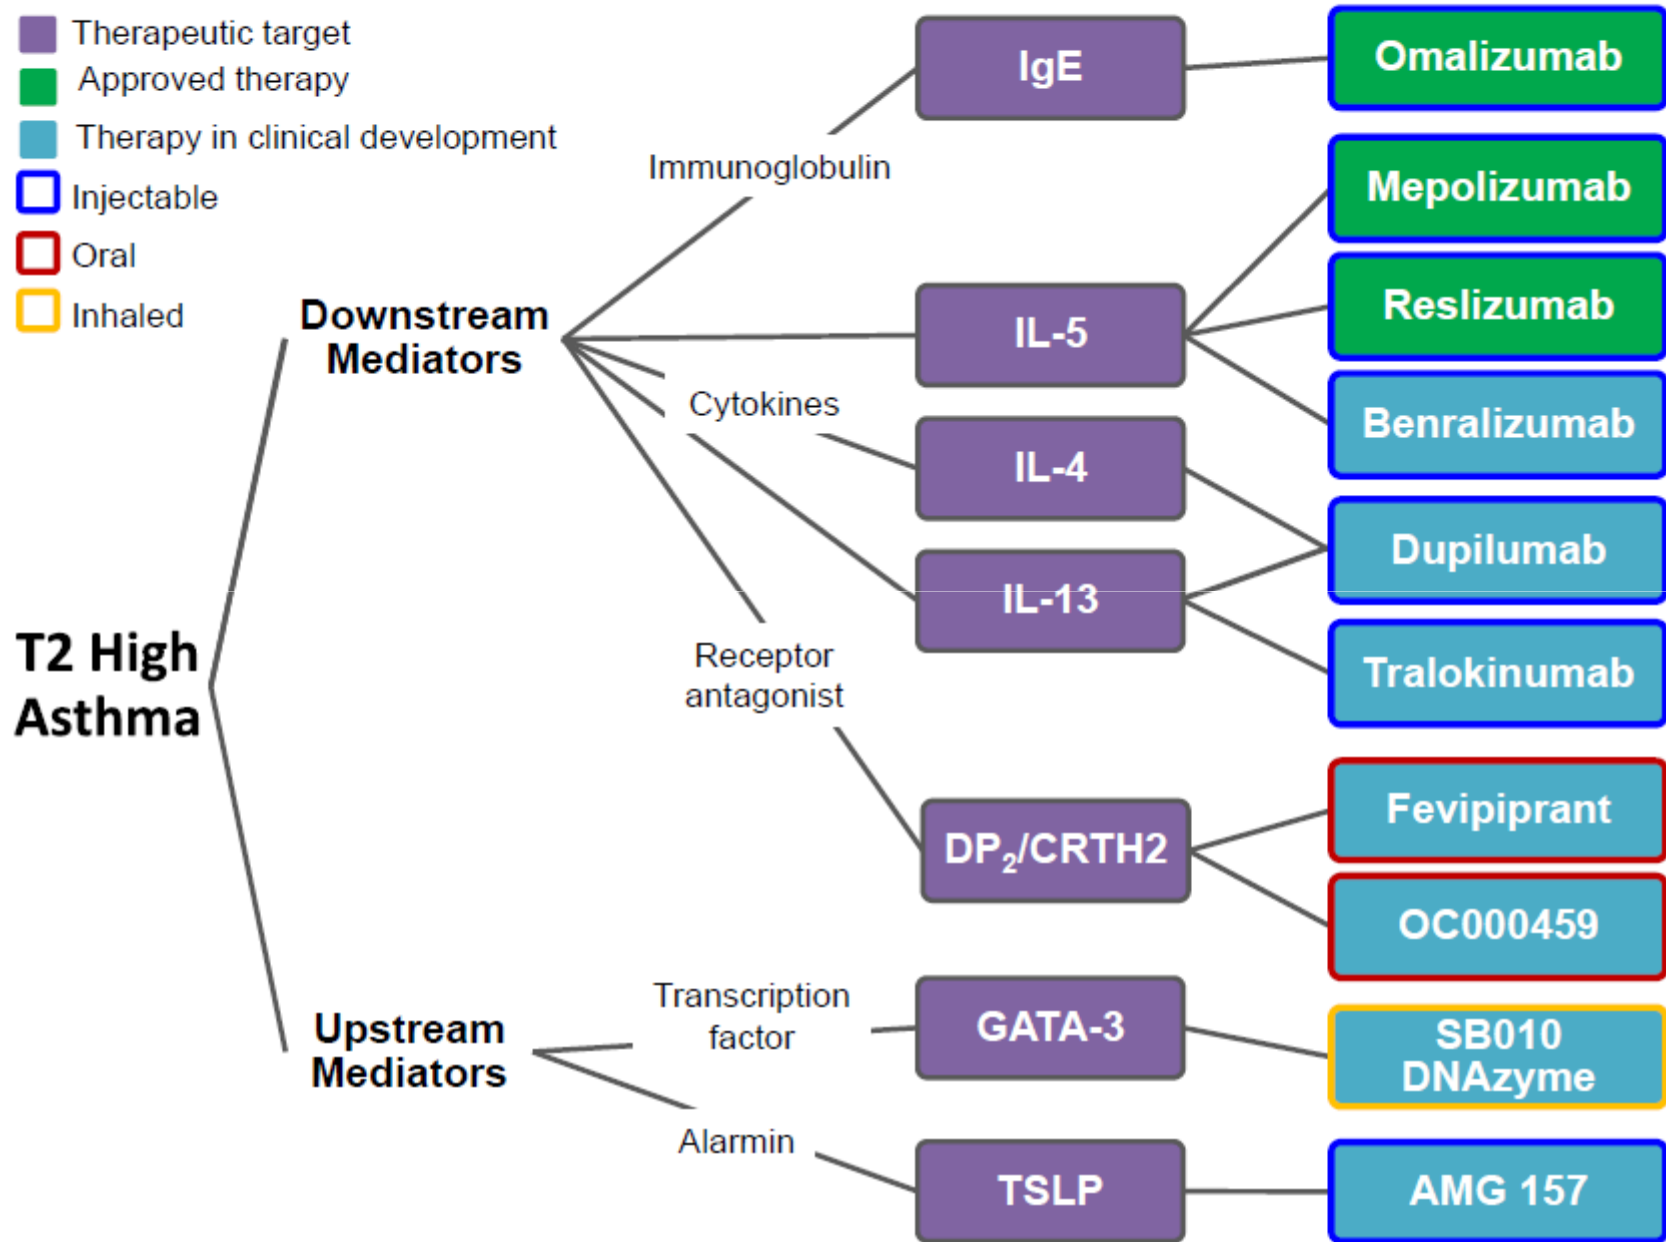 Therapeutic target
Approved therapy
Therapy in clinical development
Injectable
Oral
Inhaled
T2 High
Asthma
Downstream
Mediators
Upstream
Mediators
Immunoglobulin
Cytokines
Receptor
antagonist
Transcription
factor
Alarmin
IgE
IL-5
IL-4
IL-13
DP₂/CRTH2
GATA-3
TSLP
Omalizumab
Mepolizumab
Reslizumab
Benralizumab
Dupilumab
Tralokinumab
Fevipiprant
OC000459
SB010
DNAzyme
AMG 157